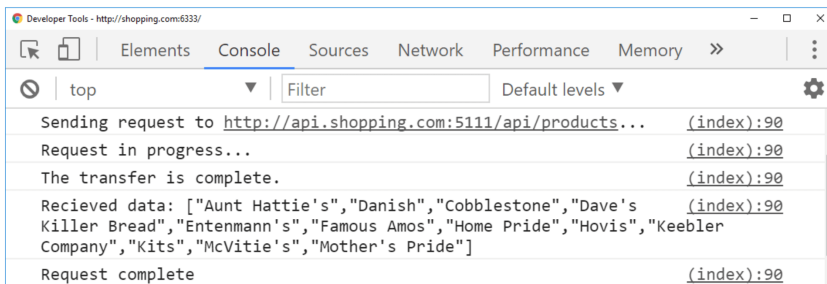 Developer Tools - http://shopping.com:6333/
Elements Console Sources Network Performance Memory »
top ▼ Filter Default levels ▼
Sending request to http://api.shopping.com:5111/api/products... (index):90
Request in progress... (index):90
The transfer is complete. (index):90
Recieved data: ["Aunt Hattie's","Danish","Cobblestone","Dave's (index):90
Killer Bread","Entenmann's","Famous Amos","Home Pride","Hovis","Keebler
Company","Kits","McVitie's","Mother's Pride"]
Request complete (index):90